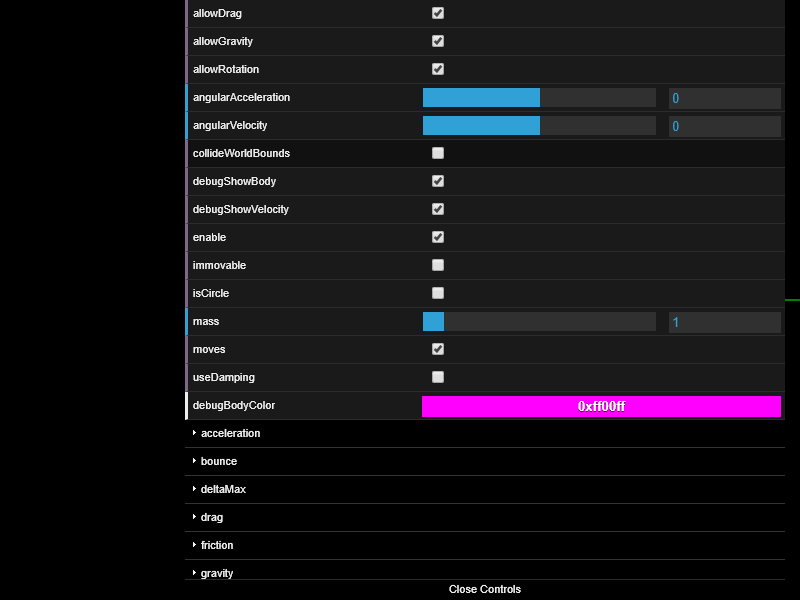 allowDrag
allowGravity
allowRotation
angularAcceleration 0
angularVelocity 0
collideWorldBounds
debugShowBody
debugShowVelocity
enable
immovable
isCircle
mass 1
moves
useDamping
debugBodyColor 0xff00ff
acceleration
bounce
deltaMax
drag
friction
gravity
Close Controls